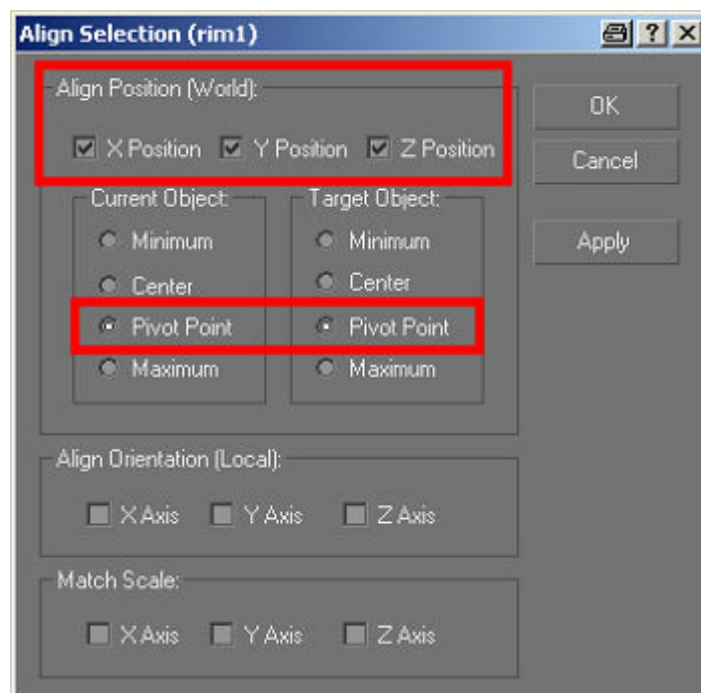 Align Selection (rim1)
Align Position (World):
X Position Y Position Z Position
OK
Cancel
Apply
Current Object: Target Object:
Minimum Minimum
Center Center
Pivot Point Pivot Point
Maximum Maximum
Align Orientation (Local):
X Axis Y Axis Z Axis
Match Scale:
X Axis Y Axis Z Axis